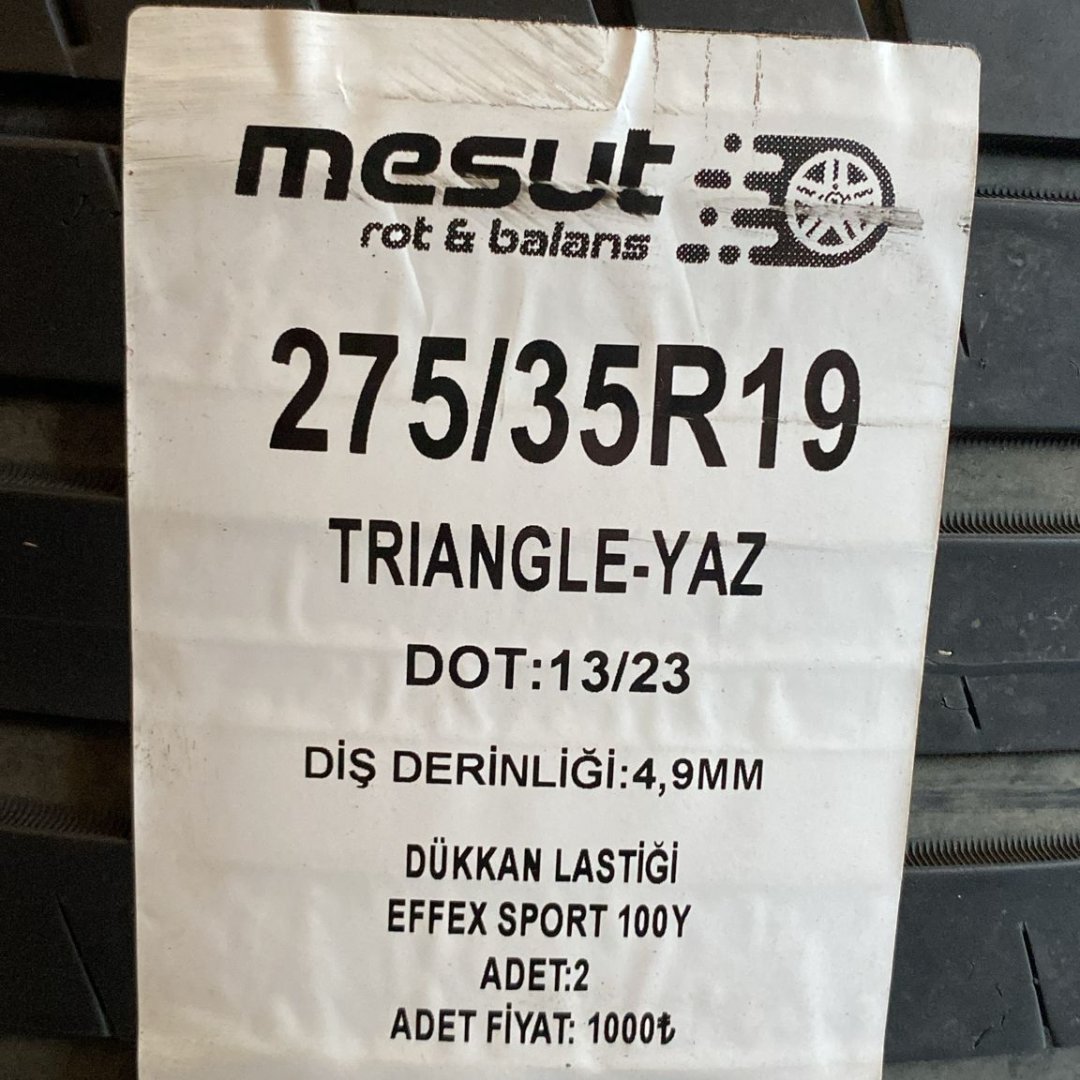 mesut
rot & balans
275/35R19
TRIANGLE-YAZ
DOT:13/23
DİŞ DERİNLİĞİ:4,9MM
DÜKKAN LASTİĞİ
EFFEX SPORT 100Y
ADET:2
ADET FİYAT: 1000₺